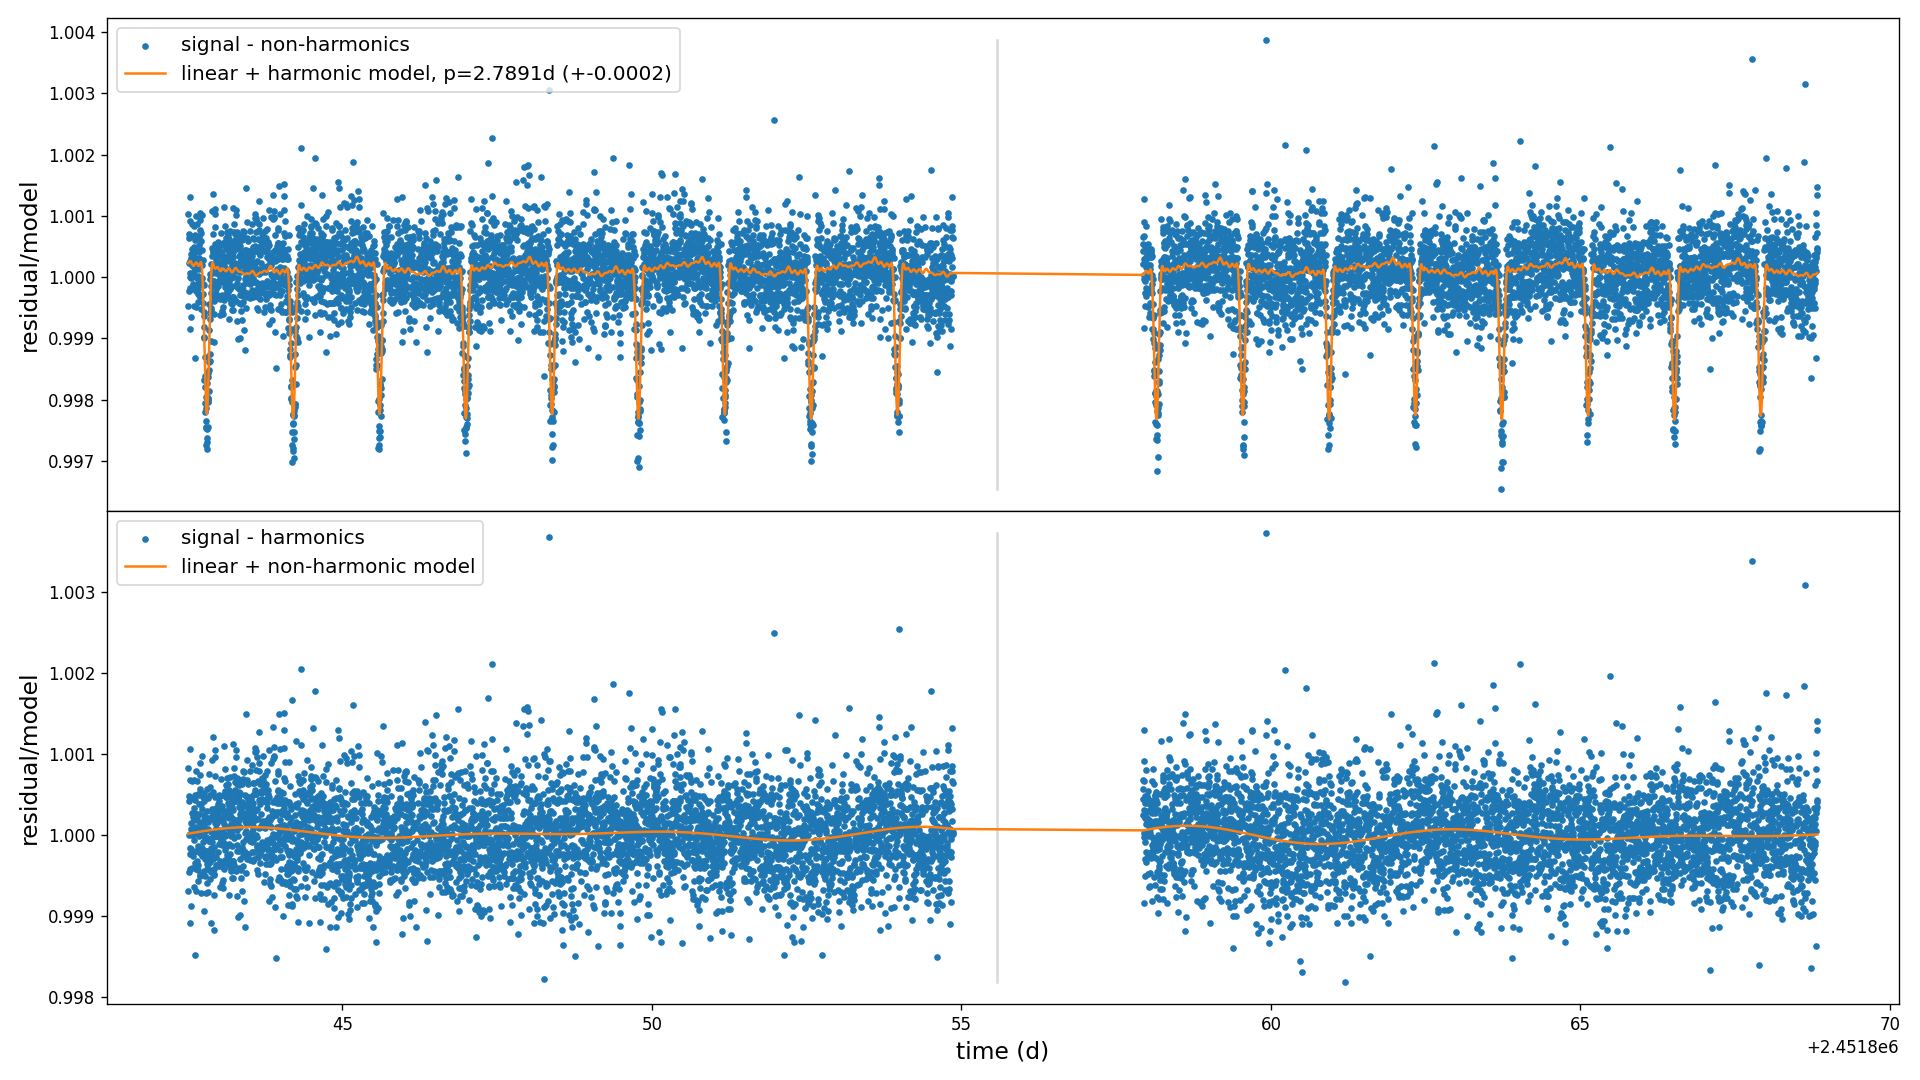 signal - non-harmonics
linear + harmonic model, p=2.7891d (+-0.0002)
1.004
1.003
1.002
1.001
1.000
0.999
0.998
0.997
residual/model
signal - harmonics
linear + non-harmonic model
1.003
1.002
1.001
1.000
0.999
0.998
residual/model
45 50 55 60 65 70
time (d)
+2.4518e6